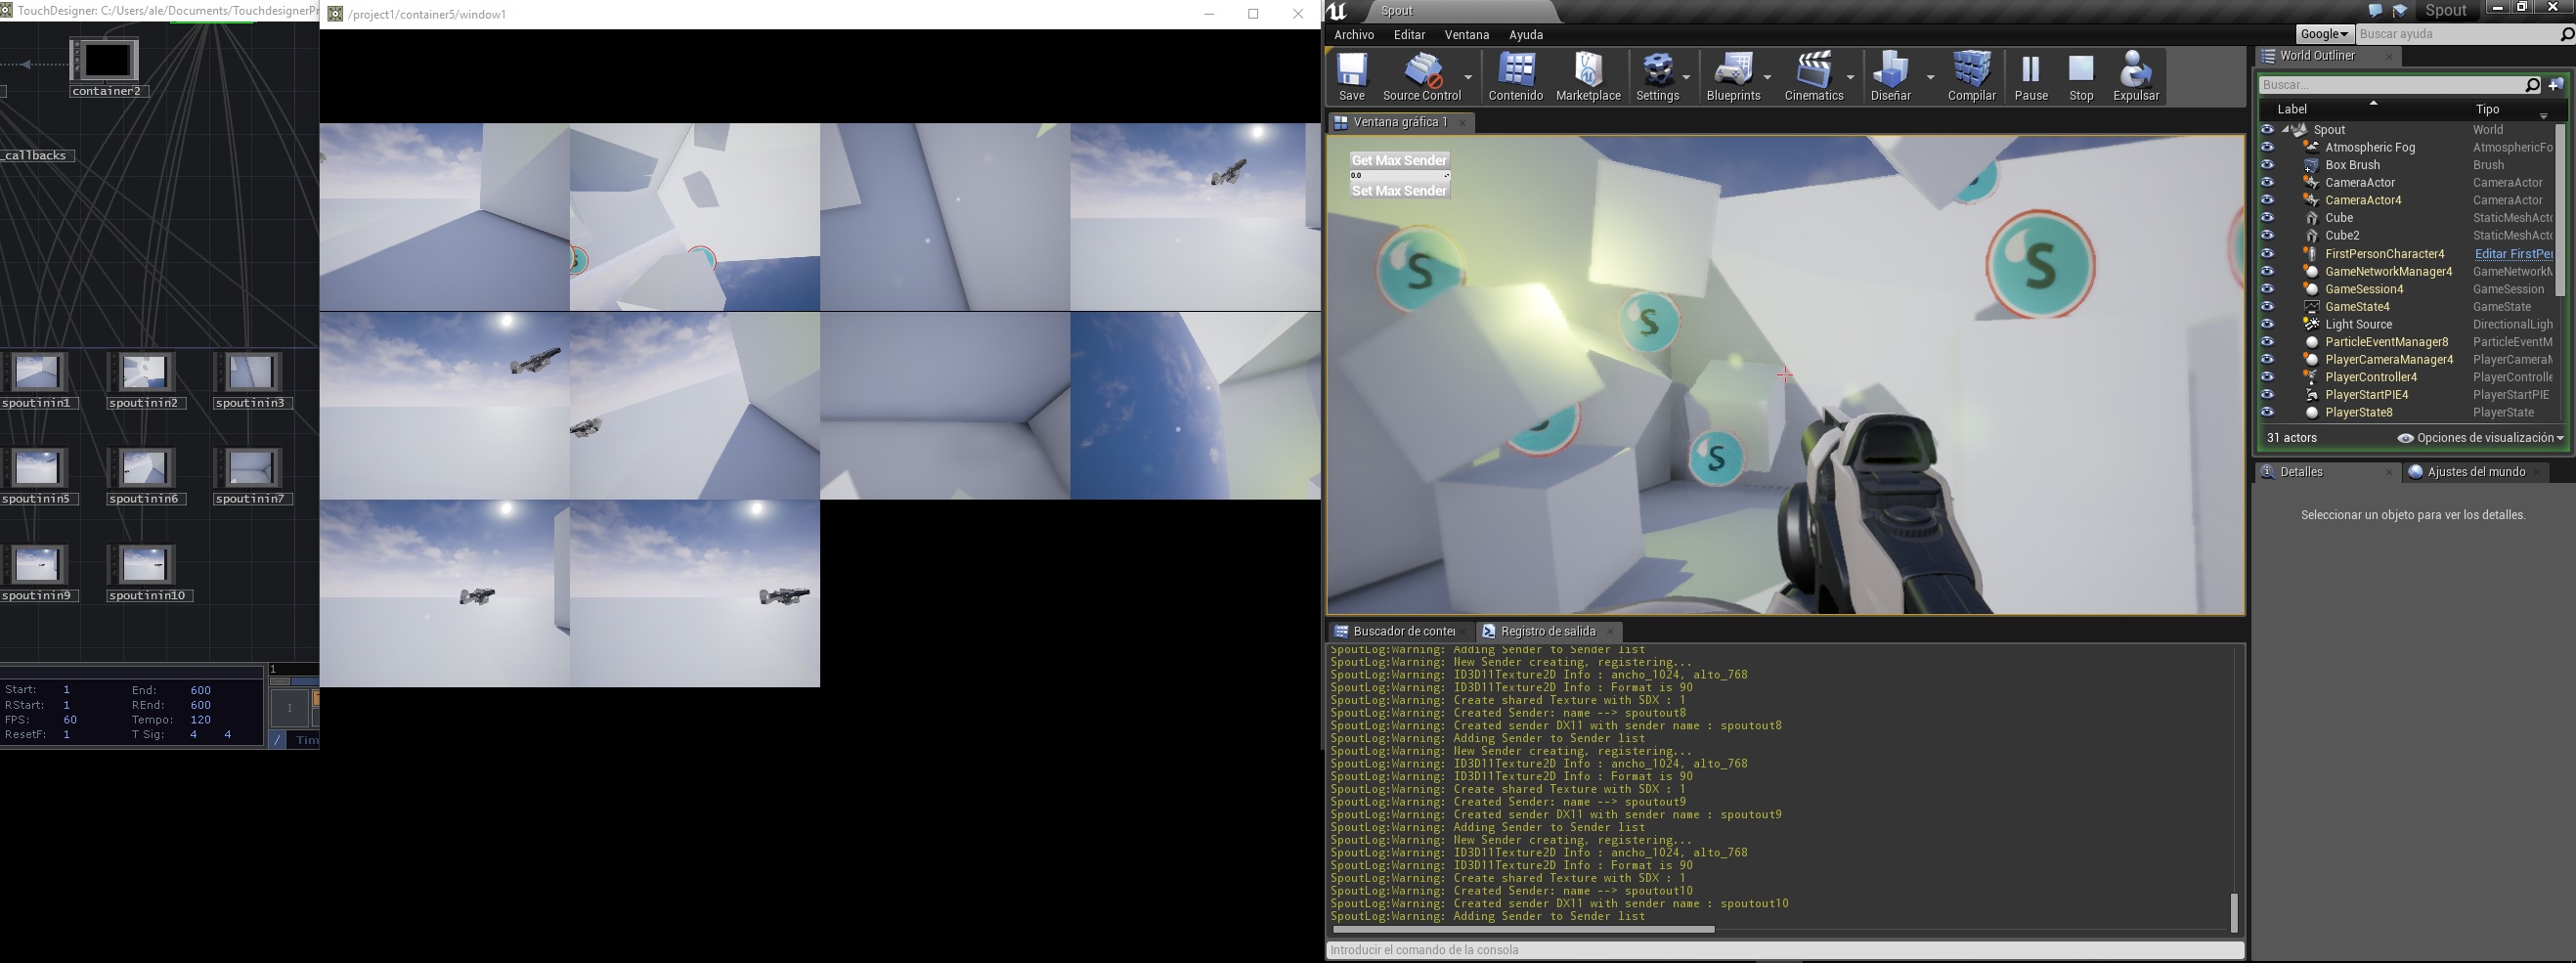 TouchDesigner: C:/Users/ale/Documents/TouchdesignerPr
container2
_callbacks
spoutinin1
spoutinin2
spoutinin3
spoutinin5
spoutinin6
spoutinin7
spoutinin9
spoutinin10
Start: 1 End: 600
RStart: 1 REnd: 600
FPS: 60 Tempo: 120
ResetF: 1 T Sig: 4 4
1
/ Tim
/project1/container5/window1
Spout
Spout
Archivo Editar Ventana Ayuda
Google
Buscar ayuda
Save
Source Control
Contenido
Marketplace
Settings
Blueprints
Cinematics
Diseñar
Compilar
Pause
Stop
Expulsar
Ventana gráfica 1
Get Max Sender
0.0
Set Max Sender
S
S
S
S
Buscador de conter
Registro de salida
SpoutLog:Warning: Adding Sender to Sender list
SpoutLog:Warning: New Sender creating, registering...
SpoutLog:Warning: ID3D11Texture2D Info : ancho_1024, alto_768
SpoutLog:Warning: ID3D11Texture2D Info : Format is 90
SpoutLog:Warning: Create shared Texture with SDX : 1
SpoutLog:Warning: Created Sender: name --> spoutout8
SpoutLog:Warning: Created sender DX11 with sender name : spoutout8
SpoutLog:Warning: Adding Sender to Sender list
SpoutLog:Warning: New Sender creating, registering...
SpoutLog:Warning: ID3D11Texture2D Info : ancho_1024, alto_768
SpoutLog:Warning: ID3D11Texture2D Info : Format is 90
SpoutLog:Warning: Create shared Texture with SDX : 1
SpoutLog:Warning: Created Sender: name --> spoutout9
SpoutLog:Warning: Created sender DX11 with sender name : spoutout9
SpoutLog:Warning: Adding Sender to Sender list
SpoutLog:Warning: New Sender creating, registering...
SpoutLog:Warning: ID3D11Texture2D Info : ancho_1024, alto_768
SpoutLog:Warning: ID3D11Texture2D Info : Format is 90
SpoutLog:Warning: Create shared Texture with SDX : 1
SpoutLog:Warning: Created Sender: name --> spoutout10
SpoutLog:Warning: Created sender DX11 with sender name : spoutout10
SpoutLog:Warning: Adding Sender to Sender list
Introducir el comando de la consola
World Outliner
Buscar...
Label Tipo
Spout World
Atmospheric Fog AtmosphericFo
Box Brush Brush
CameraActor CameraActor
CameraActor4 CameraActor
Cube StaticMeshActo
Cube2 StaticMeshActo
FirstPersonCharacter4 Editar FirstPer
GameNetworkManager4 GameNetworkM
GameSession4 GameSession
GameState4 GameState
Light Source DirectionalLigh
ParticleEventManager8 ParticleEventM
PlayerCameraManager4 PlayerCameraM
PlayerController4 PlayerControlle
PlayerStartPIE4 PlayerStartPIE
PlayerState8 PlayerState
31 actors
Opciones de visualización
Detalles
Ajustes del mundo
Seleccionar un objeto para ver los detalles.